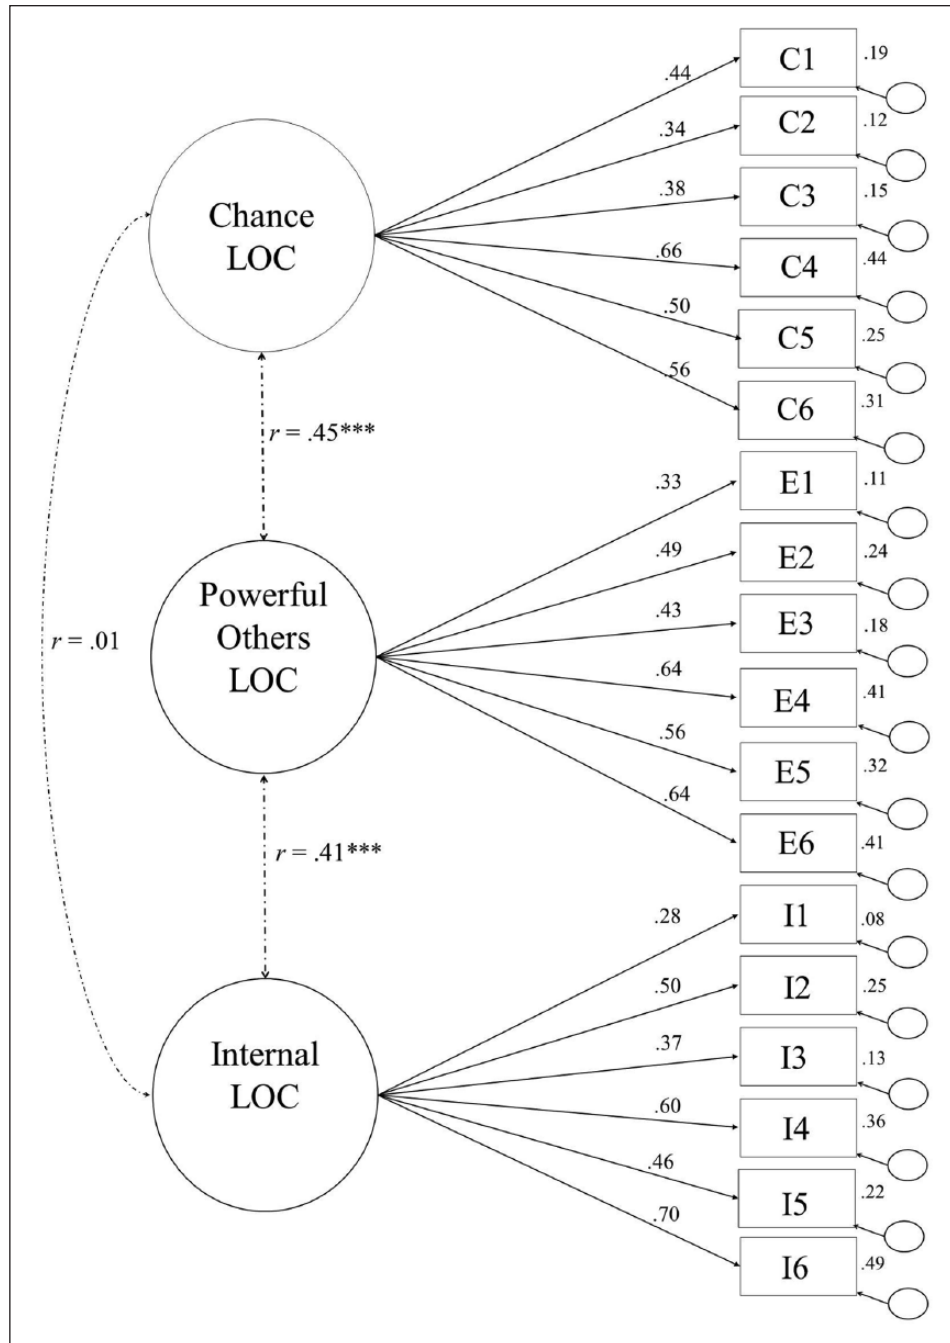 Chance
LOC
.44
.34
.38
.66
.50
.56
C1
.19
C2
.12
C3
.15
C4
.44
C5
.25
C6
.31
r = .45***
r = .01
Powerful
Others
LOC
.33
.49
.43
.64
.56
.64
E1
.11
E2
.24
E3
.18
E4
.41
E5
.32
E6
.41
r = .41***
Internal
LOC
.28
.50
.37
.60
.46
.70
I1
.08
I2
.25
I3
.13
I4
.36
I5
.22
I6
.49